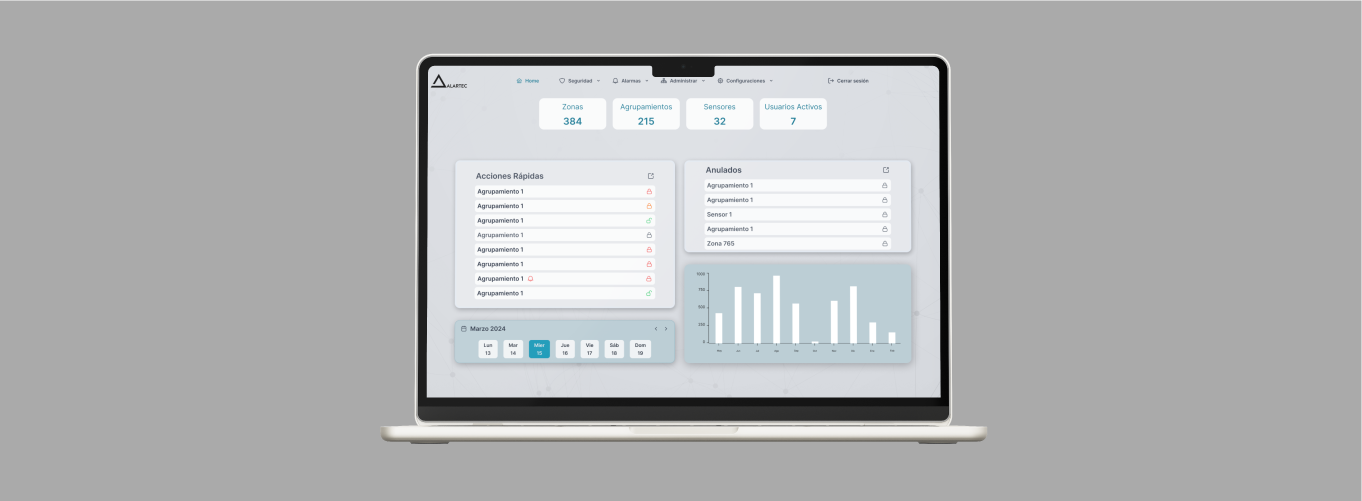 ALARTEC
Home Seguridad Alarmas Administrar Configuraciones Cerrar sesión
Zonas
384
Agrupamientos
215
Sensores
32
Usuarios Activos
7
Acciones Rápidas
Agrupamiento 1
Agrupamiento 1
Agrupamiento 1
Agrupamiento 1
Agrupamiento 1
Agrupamiento 1
Agrupamiento 1
Agrupamiento 1
Anulados
Agrupamiento 1
Agrupamiento 1
Sensor 1
Agrupamiento 1
Zona 765
Marzo 2024
Lun Mar Mier Jue Vie Sáb Dom
13 14 15 16 17 18 19
1000
750
500
250
0